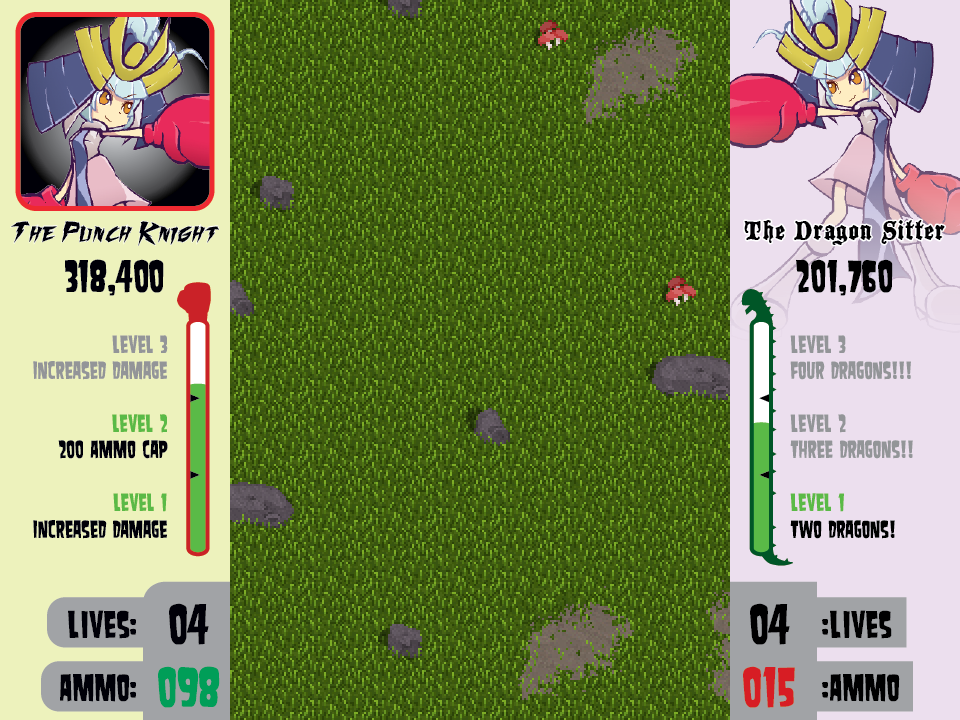 The Punch Knight
318,400
LEVEL 3
INCREASED DAMAGE
LEVEL 2
200 AMMO CAP
LEVEL 1
INCREASED DAMAGE
LIVES: 04
AMMO: 098
The Dragon Sitter
201,760
LEVEL 3
FOUR DRAGONS!!!
LEVEL 2
THREE DRAGONS!!
LEVEL 1
TWO DRAGONS!
04 :LIVES
015 :AMMO